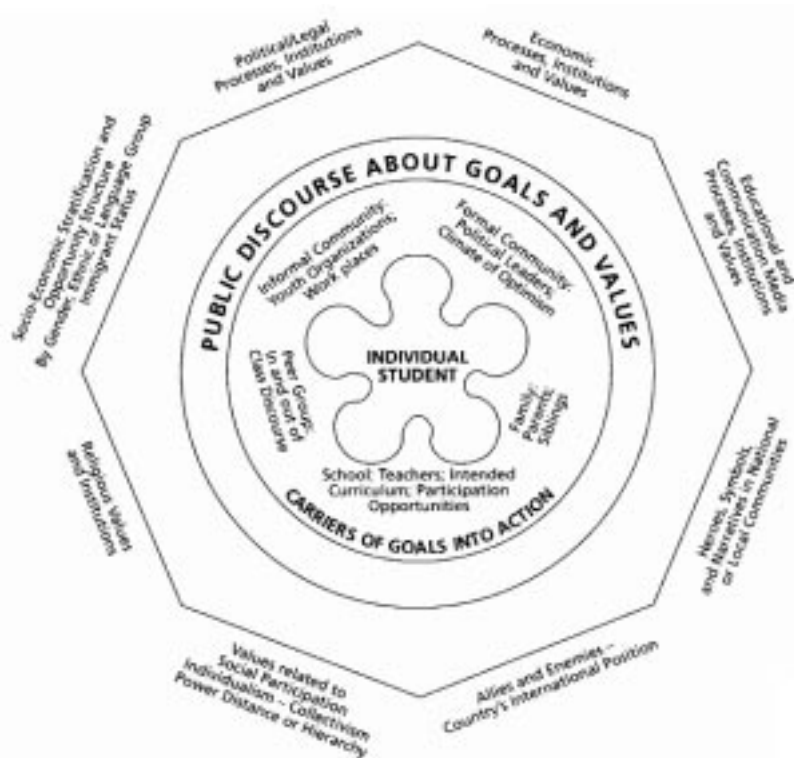 Political/Legal
Processes, Institutions
and Values
Economic
Processes, Institutions
and Values
Socio-Economic Stratification and
Opportunity Structure
By Gender, Ethnic or Language Group
Immigrant Status
Educational and
Communication Media
Processes, Institutions
and Values
PUBLIC DISCOURSE ABOUT GOALS AND VALUES
Informal Community:
Youth Organizations;
Work places
Formal Community:
Political Leaders,
Climate of Optimism
INDIVIDUAL
STUDENT
Peer Group;
In and out of
Class Discourse
Family;
Parents;
Siblings
School: Teachers; Intended
Curriculum; Participation
Opportunities
CARRIERS OF GOALS INTO ACTION
Religious Values
and Institutions
Heroes, Symbols,
and Narratives in National
or Local Communities
Values related to
Social Participation
Individualism – Collectivism
Power Distance or Hierarchy
Allies and Enemies –
Country's International Position